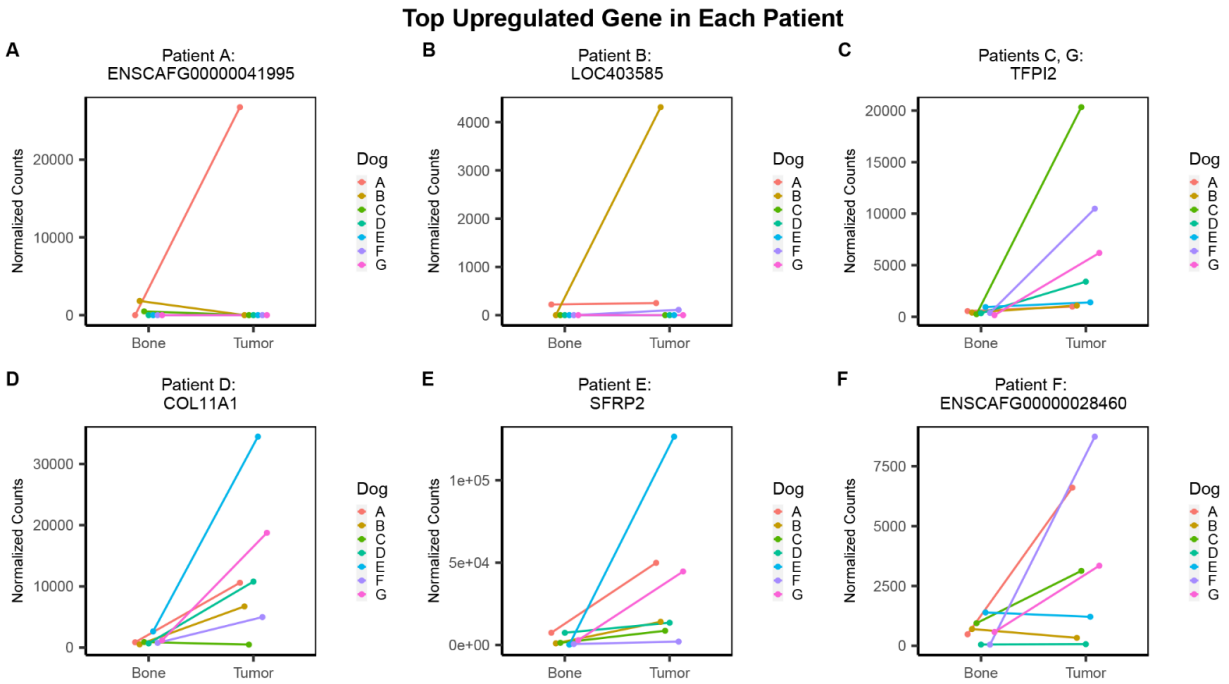 Top Upregulated Gene in Each Patient
A
Patient A:
ENSCAFG00000041995
Normalized Counts
20000
10000
0
Bone
Tumor
Dog
A
B
C
D
E
F
G
B
Patient B:
LOC403585
Normalized Counts
4000
3000
2000
1000
0
Bone
Tumor
Dog
A
B
C
D
E
F
G
C
Patients C, G:
TFPI2
Normalized Counts
20000
15000
10000
5000
0
Bone
Tumor
Dog
A
B
C
D
E
F
G
D
Patient D:
COL11A1
Normalized Counts
30000
20000
10000
0
Bone
Tumor
Dog
A
B
C
D
E
F
G
E
Patient E:
SFRP2
Normalized Counts
1e+05
5e+04
0e+00
Bone
Tumor
Dog
A
B
C
D
E
F
G
F
Patient F:
ENSCAFG00000028460
Normalized Counts
7500
5000
2500
0
Bone
Tumor
Dog
A
B
C
D
E
F
G